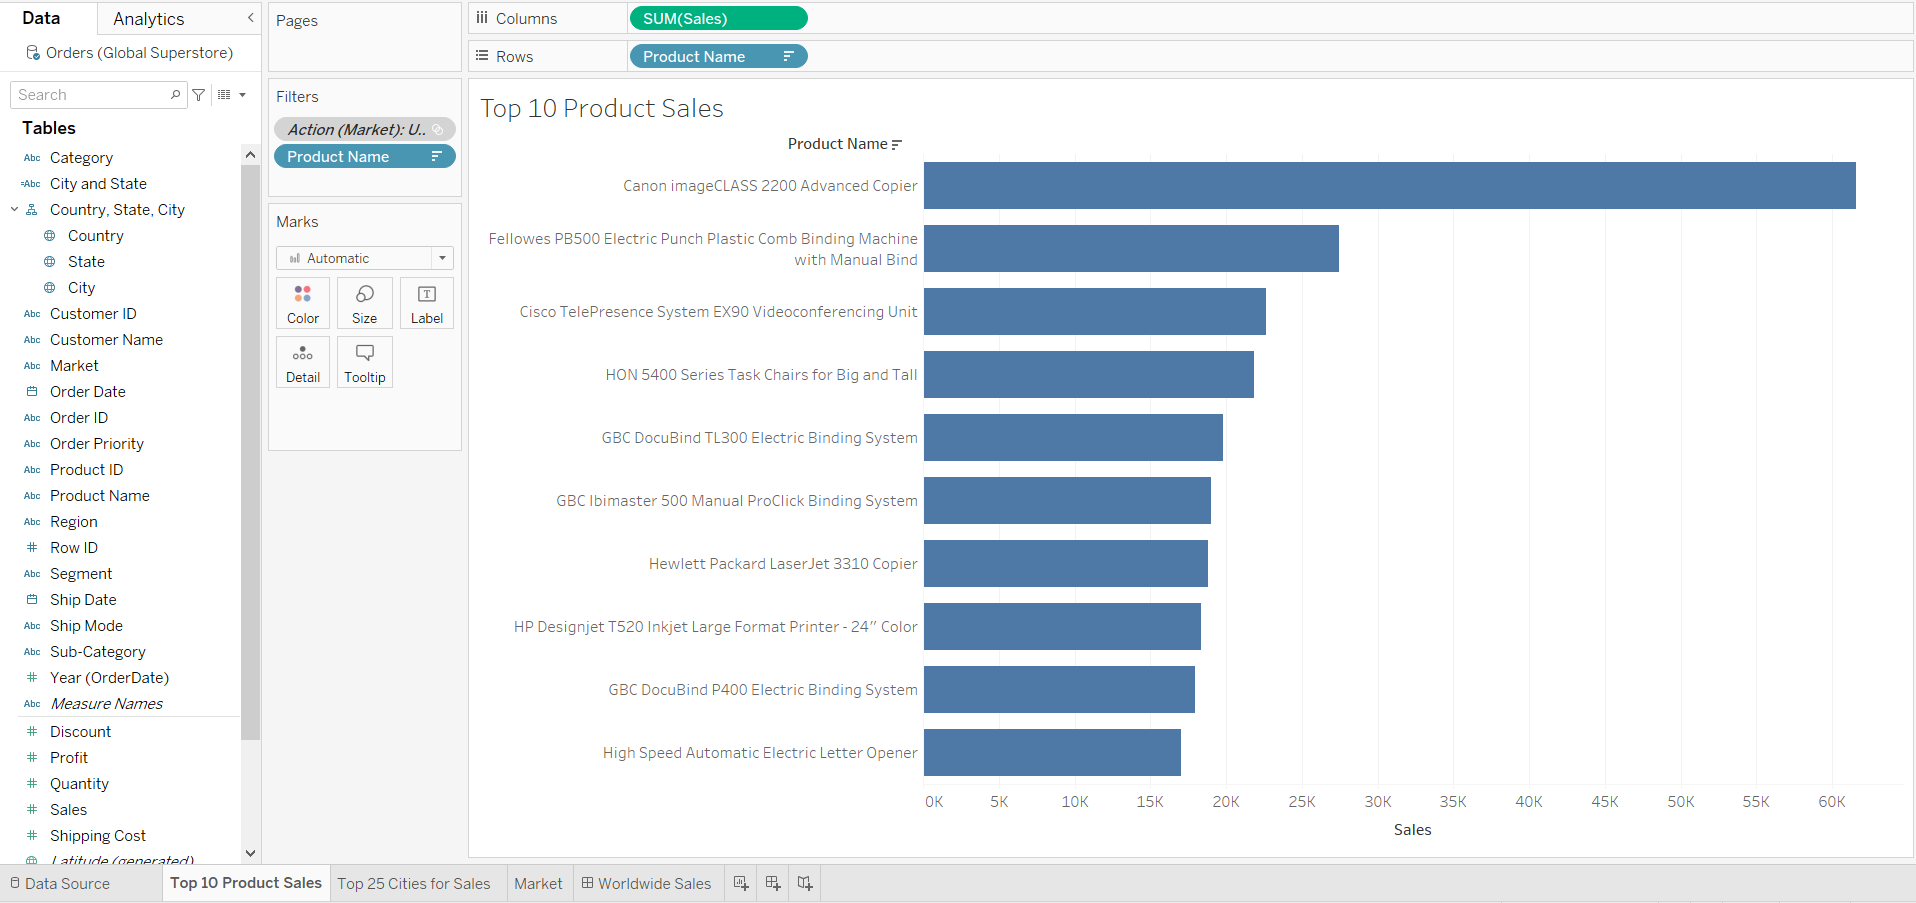 Data
Analytics
Orders (Global Superstore)
Search
Tables
Abc Category
=Abc City and State
Country, State, City
Country
State
City
Abc Customer ID
Abc Customer Name
Abc Market
Order Date
Abc Order ID
Abc Order Priority
Abc Product ID
Abc Product Name
Abc Region
# Row ID
Abc Segment
Ship Date
Abc Ship Mode
Abc Sub-Category
# Year (OrderDate)
Abc Measure Names
# Discount
# Profit
# Quantity
# Sales
# Shipping Cost
Latitude (generated)
Pages
Filters
Action (Market): U..
Product Name
Marks
Automatic
Color
Size
T
Label
Detail
Tooltip
Columns
SUM(Sales)
Rows
Product Name
Top 10 Product Sales
Product Name
Canon imageCLASS 2200 Advanced Copier
Fellowes PB500 Electric Punch Plastic Comb Binding Machine
with Manual Bind
Cisco TelePresence System EX90 Videoconferencing Unit
HON 5400 Series Task Chairs for Big and Tall
GBC DocuBind TL300 Electric Binding System
GBC Ibimaster 500 Manual ProClick Binding System
Hewlett Packard LaserJet 3310 Copier
HP Designjet T520 Inkjet Large Format Printer - 24" Color
GBC DocuBind P400 Electric Binding System
High Speed Automatic Electric Letter Opener
0K 5K 10K 15K 20K 25K 30K 35K 40K 45K 50K 55K 60K
Sales
Data Source
Top 10 Product Sales
Top 25 Cities for Sales
Market
Worldwide Sales